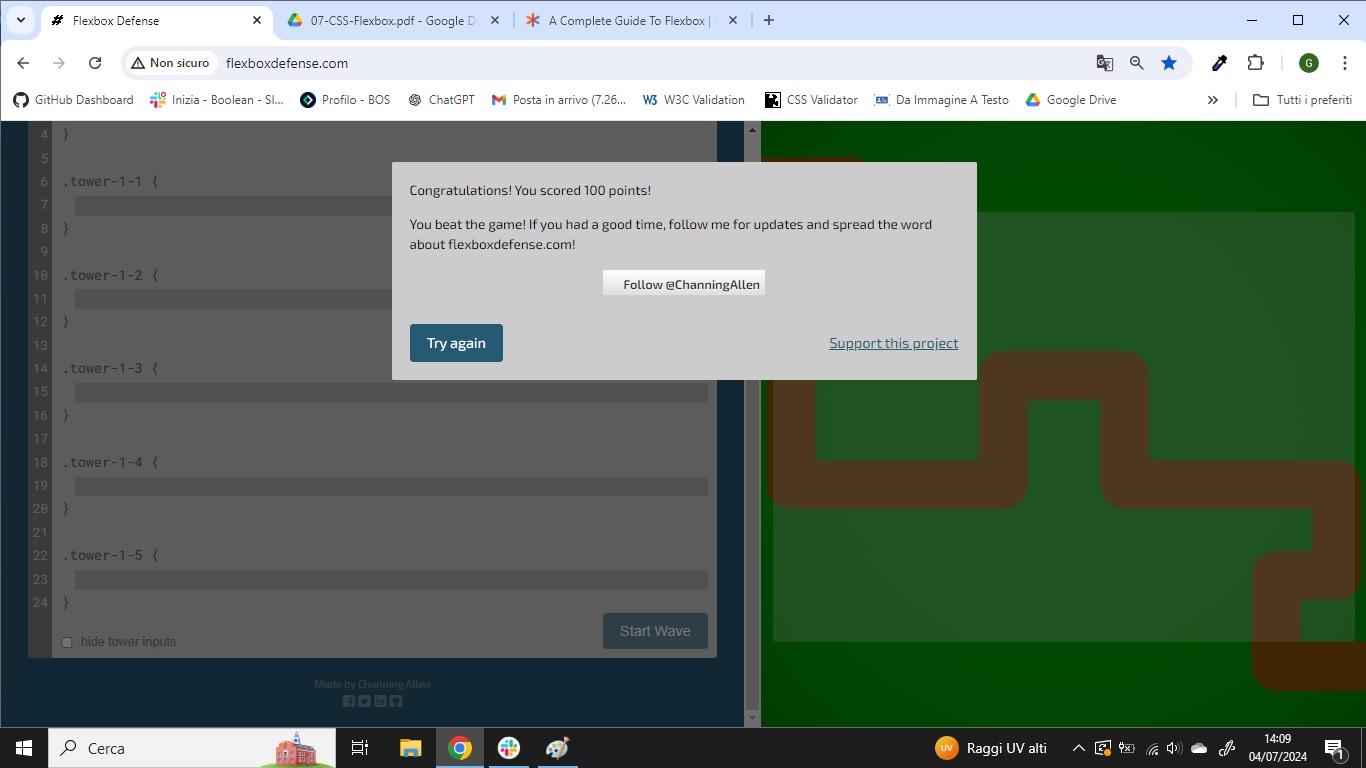 Flexbox Defense
07-CSS-Flexbox.pdf - Google D
A Complete Guide To Flexbox |
Non sicuro
flexboxdefense.com
G
GitHub Dashboard
Inizia - Boolean - Sl...
Profilo - BOS
ChatGPT
Posta in arrivo (7.26...
W3 W3C Validation
CSS Validator
Da Immagine A Testo
Google Drive
Tutti i preferiti
4 }
5
6 .tower-1-1 {
7
8 }
9
10 .tower-1-2 {
11
12 }
13
14 .tower-1-3 {
15
16 }
17
18 .tower-1-4 {
19
20 }
21
22 .tower-1-5 {
23
24 }
hide tower inputs
Start Wave
Made by Channing Allen
Congratulations! You scored 100 points!
You beat the game! If you had a good time, follow me for updates and spread the word
about flexboxdefense.com!
Follow @ChanningAllen
Try again
Support this project
Cerca
UV
Raggi UV alti
14:09
04/07/2024
1